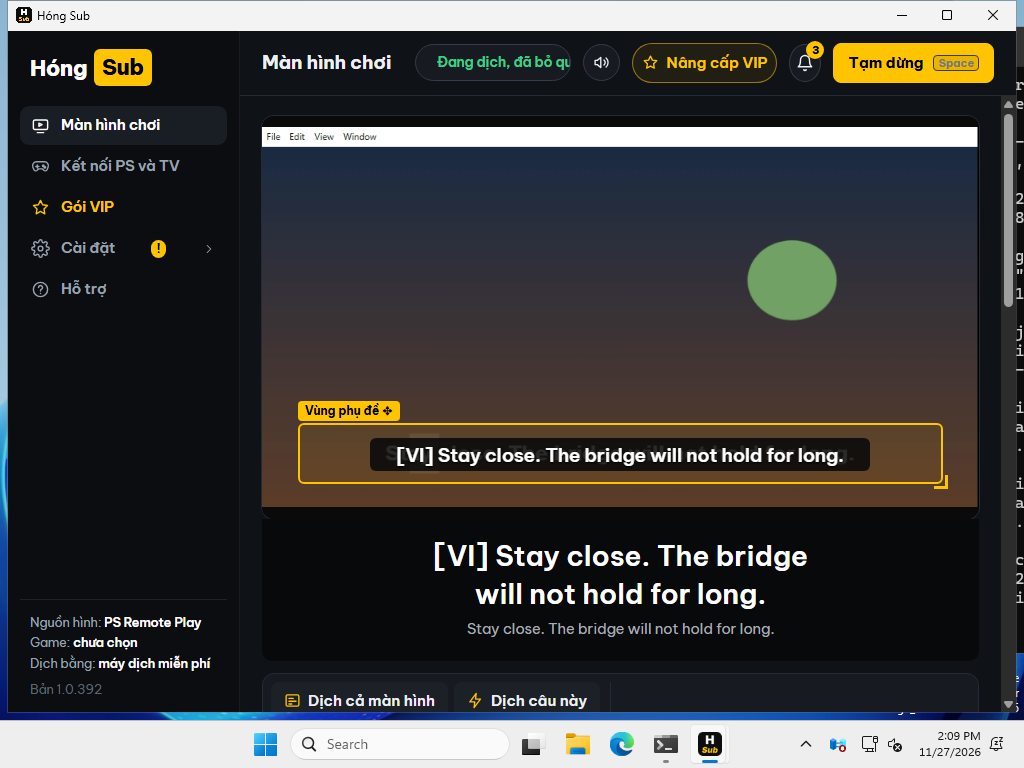 Hóng Sub
Hóng Sub
Màn hình chơi
Kết nối PS và TV
Gói VIP
Cài đặt
!
Hỗ trợ
Nguồn hình: PS Remote Play
Game: chưa chọn
Dịch bằng: máy dịch miễn phí
Bản 1.0.392
Màn hình chơi
Đang dịch, đã bỏ qu
Nâng cấp VIP
3
Tạm dừng Space
File Edit View Window
Vùng phụ đề
[VI] Stay close. The bridge will not hold for long.
[VI] Stay close. The bridge
will not hold for long.
Stay close. The bridge will not hold for long.
Dịch cả màn hình
Dịch câu này
Search
H
Sub
2:09 PM
11/27/2026